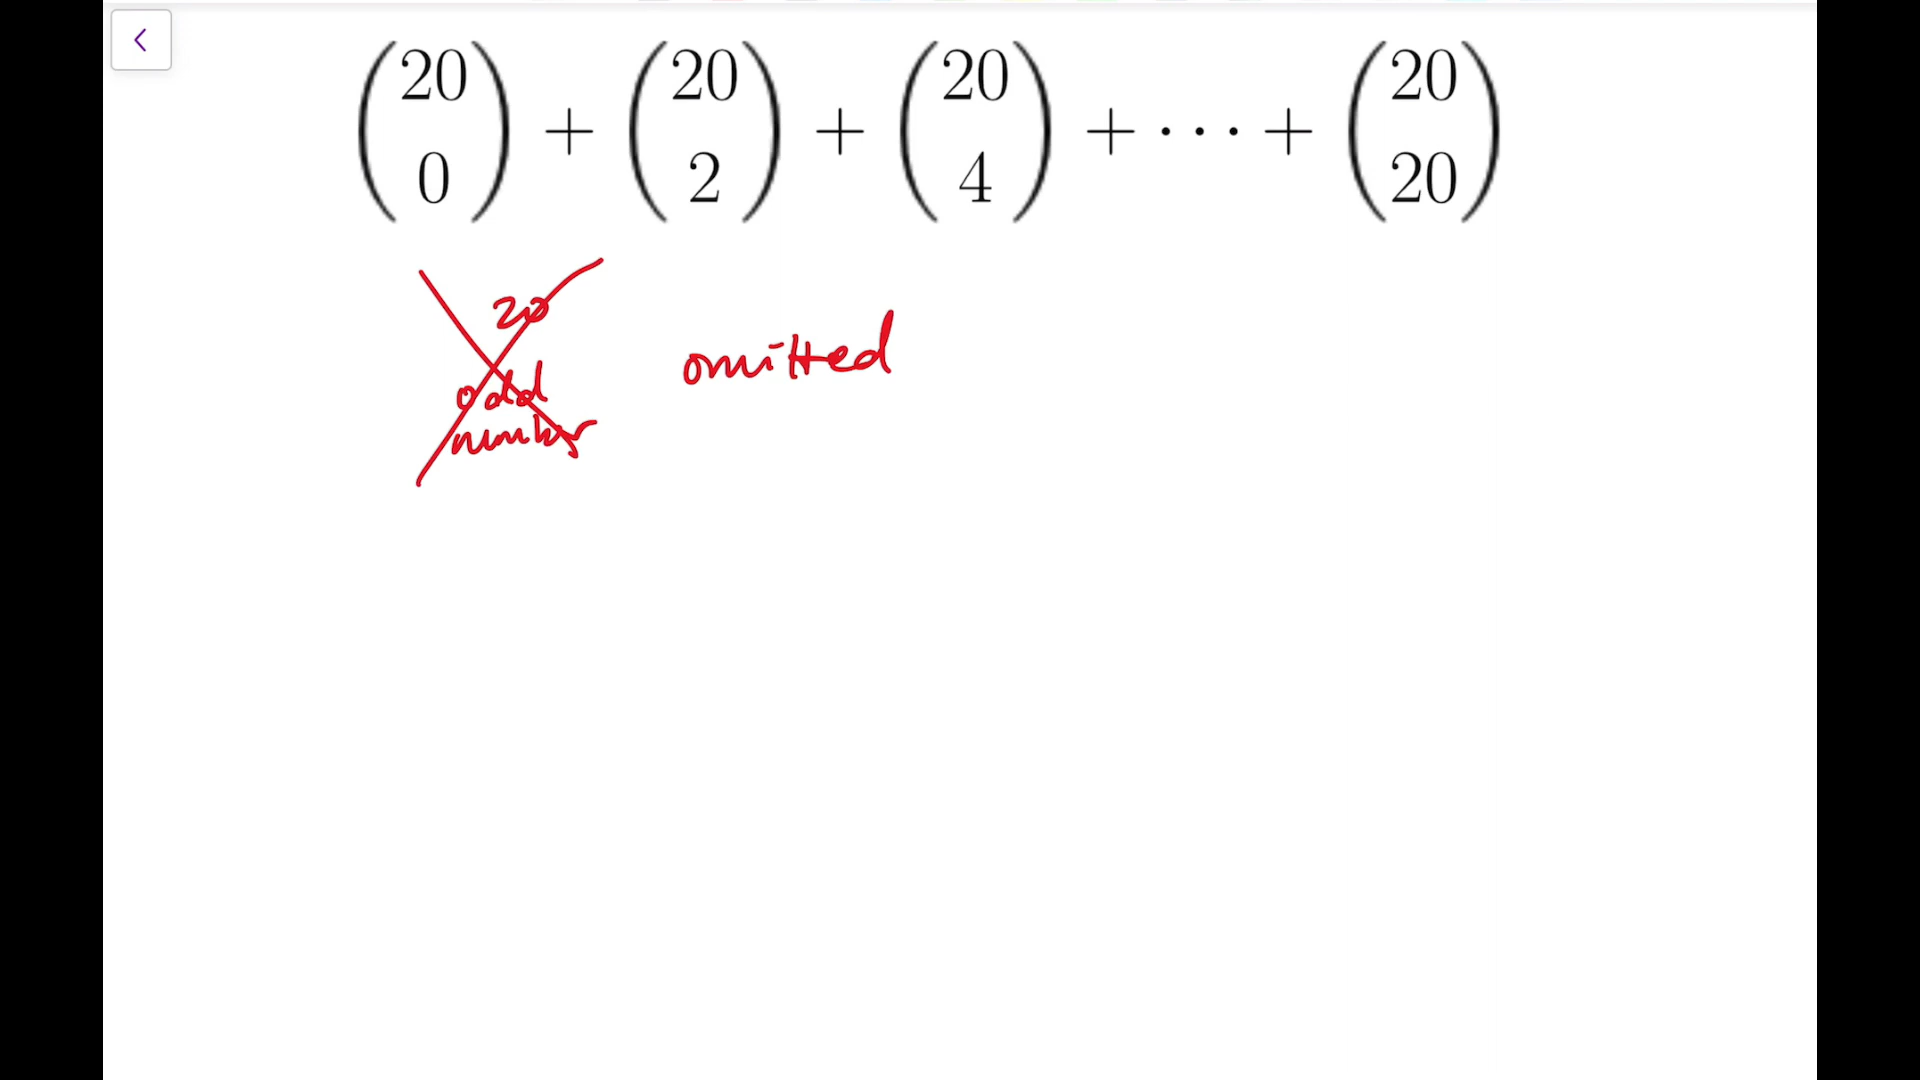 (20 0) + (20 2) + (20 4) + ··· + (20 20)
20
odd
number
omitted